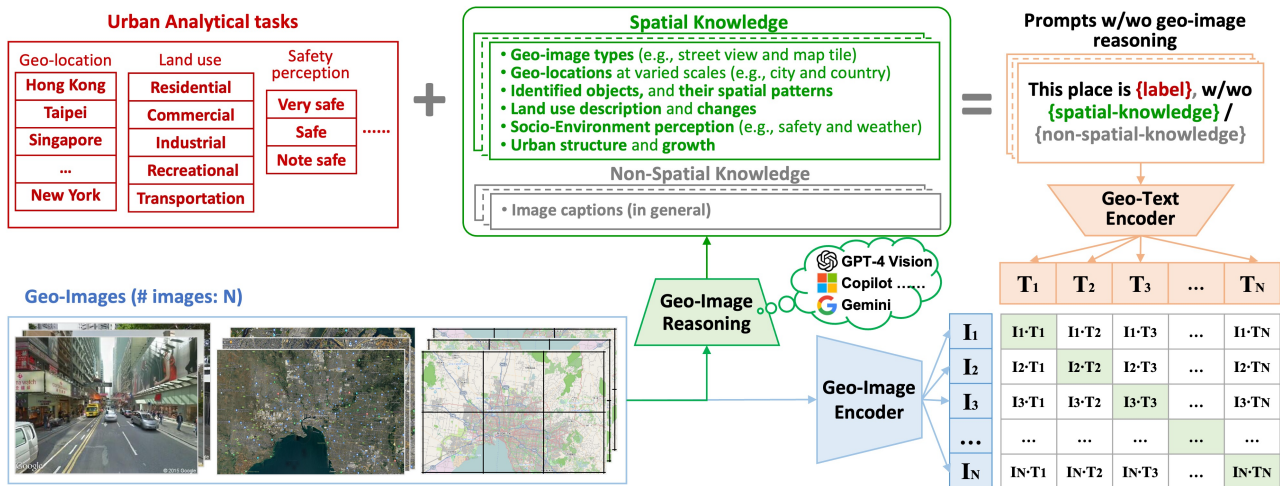 Urban Analytical tasks
Geo-location
Hong Kong
Taipei
Singapore
...
New York
Land use
Residential
Commercial
Industrial
Recreational
Transportation
Safety
perception
Very safe
Safe
Note safe
......
+
Spatial Knowledge
• Geo-image types (e.g., street view and map tile)
• Geo-locations at varied scales (e.g., city and country)
• Identified objects, and their spatial patterns
• Land use description and changes
• Socio-Environment perception (e.g., safety and weather)
• Urban structure and growth
Non-Spatial Knowledge
• Image captions (in general)
=
Prompts w/wo geo-image
reasoning
This place is {label}, w/wo
{spatial-knowledge} /
{non-spatial-knowledge}
Geo-Text
Encoder
GPT-4 Vision
Copilot ......
Gemini
Geo-Image
Reasoning
Geo-Images (# images: N)
Google
© 2015 Google
Geo-Image
Encoder
T1 T2 T3 ... TN
I1 I1·T1 I1·T2 I1·T3 ... I1·TN
I2 I2·T1 I2·T2 I2·T3 ... I2·TN
I3 I3·T1 I3·T2 I3·T3 ... I3·TN
... ... ... ... ... ...
IN IN·T1 IN·T2 IN·T3 ... IN·TN